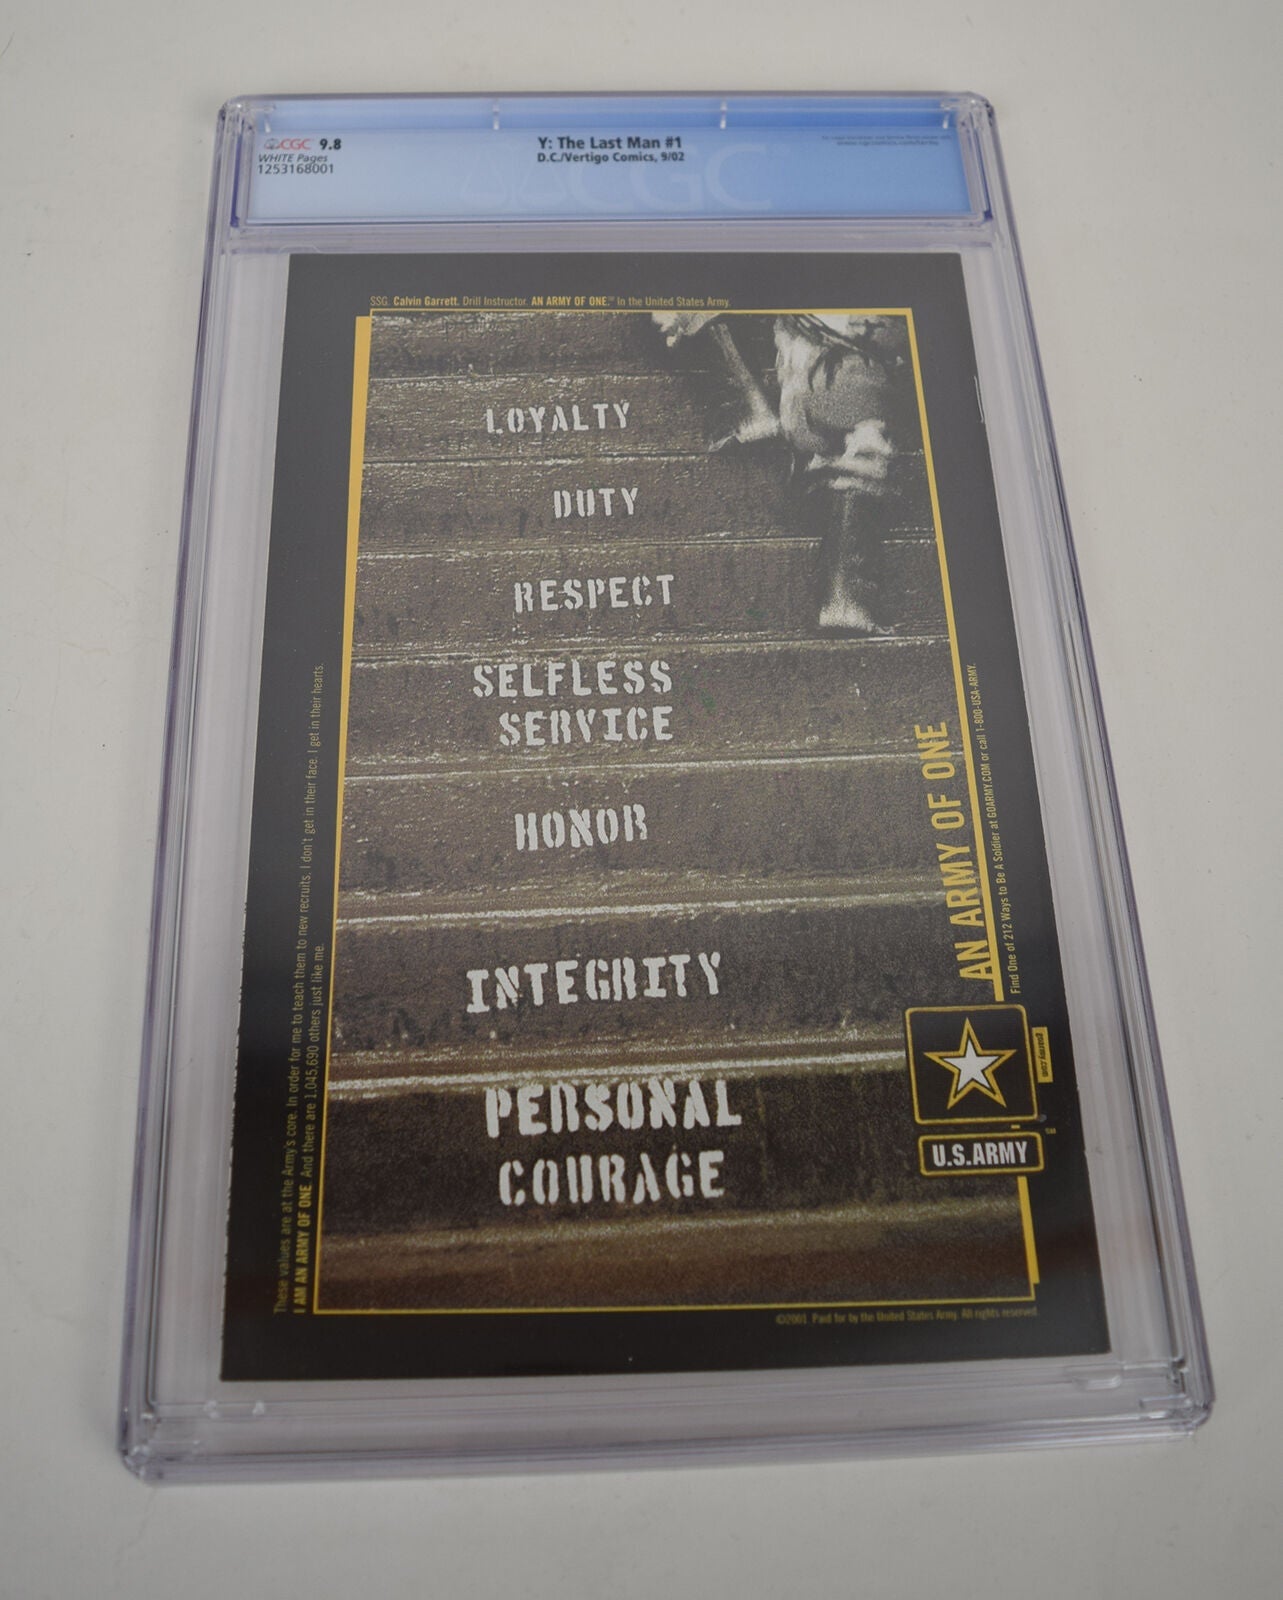 CGC 9.8
WHITE Pages
1253168001
Y: The Last Man #1
D.C./Vertigo Comics, 9/02
CGC
SSG. Calvin Garrett. Drill Instructor. AN ARMY OF ONE.℠ In the United States Army.
LOYALTY
DUTY
RESPECT
SELFLESS
SERVICE
HONOR
INTEGRITY
PERSONAL
COURAGE
These values are at the Army's core. In order for me to teach them to new recruits, I don't get in their face. I get in their hearts.
I AM AN ARMY OF ONE. And there are 1,045,690 others just like me.
AN ARMY OF ONE
Find One of 212 Ways to Be A Soldier at GOARMY.COM or call 1-800-USA-ARMY.
goarmy.com
U.S.ARMY
SM
©2001. Paid for by the United States Army. All rights reserved.